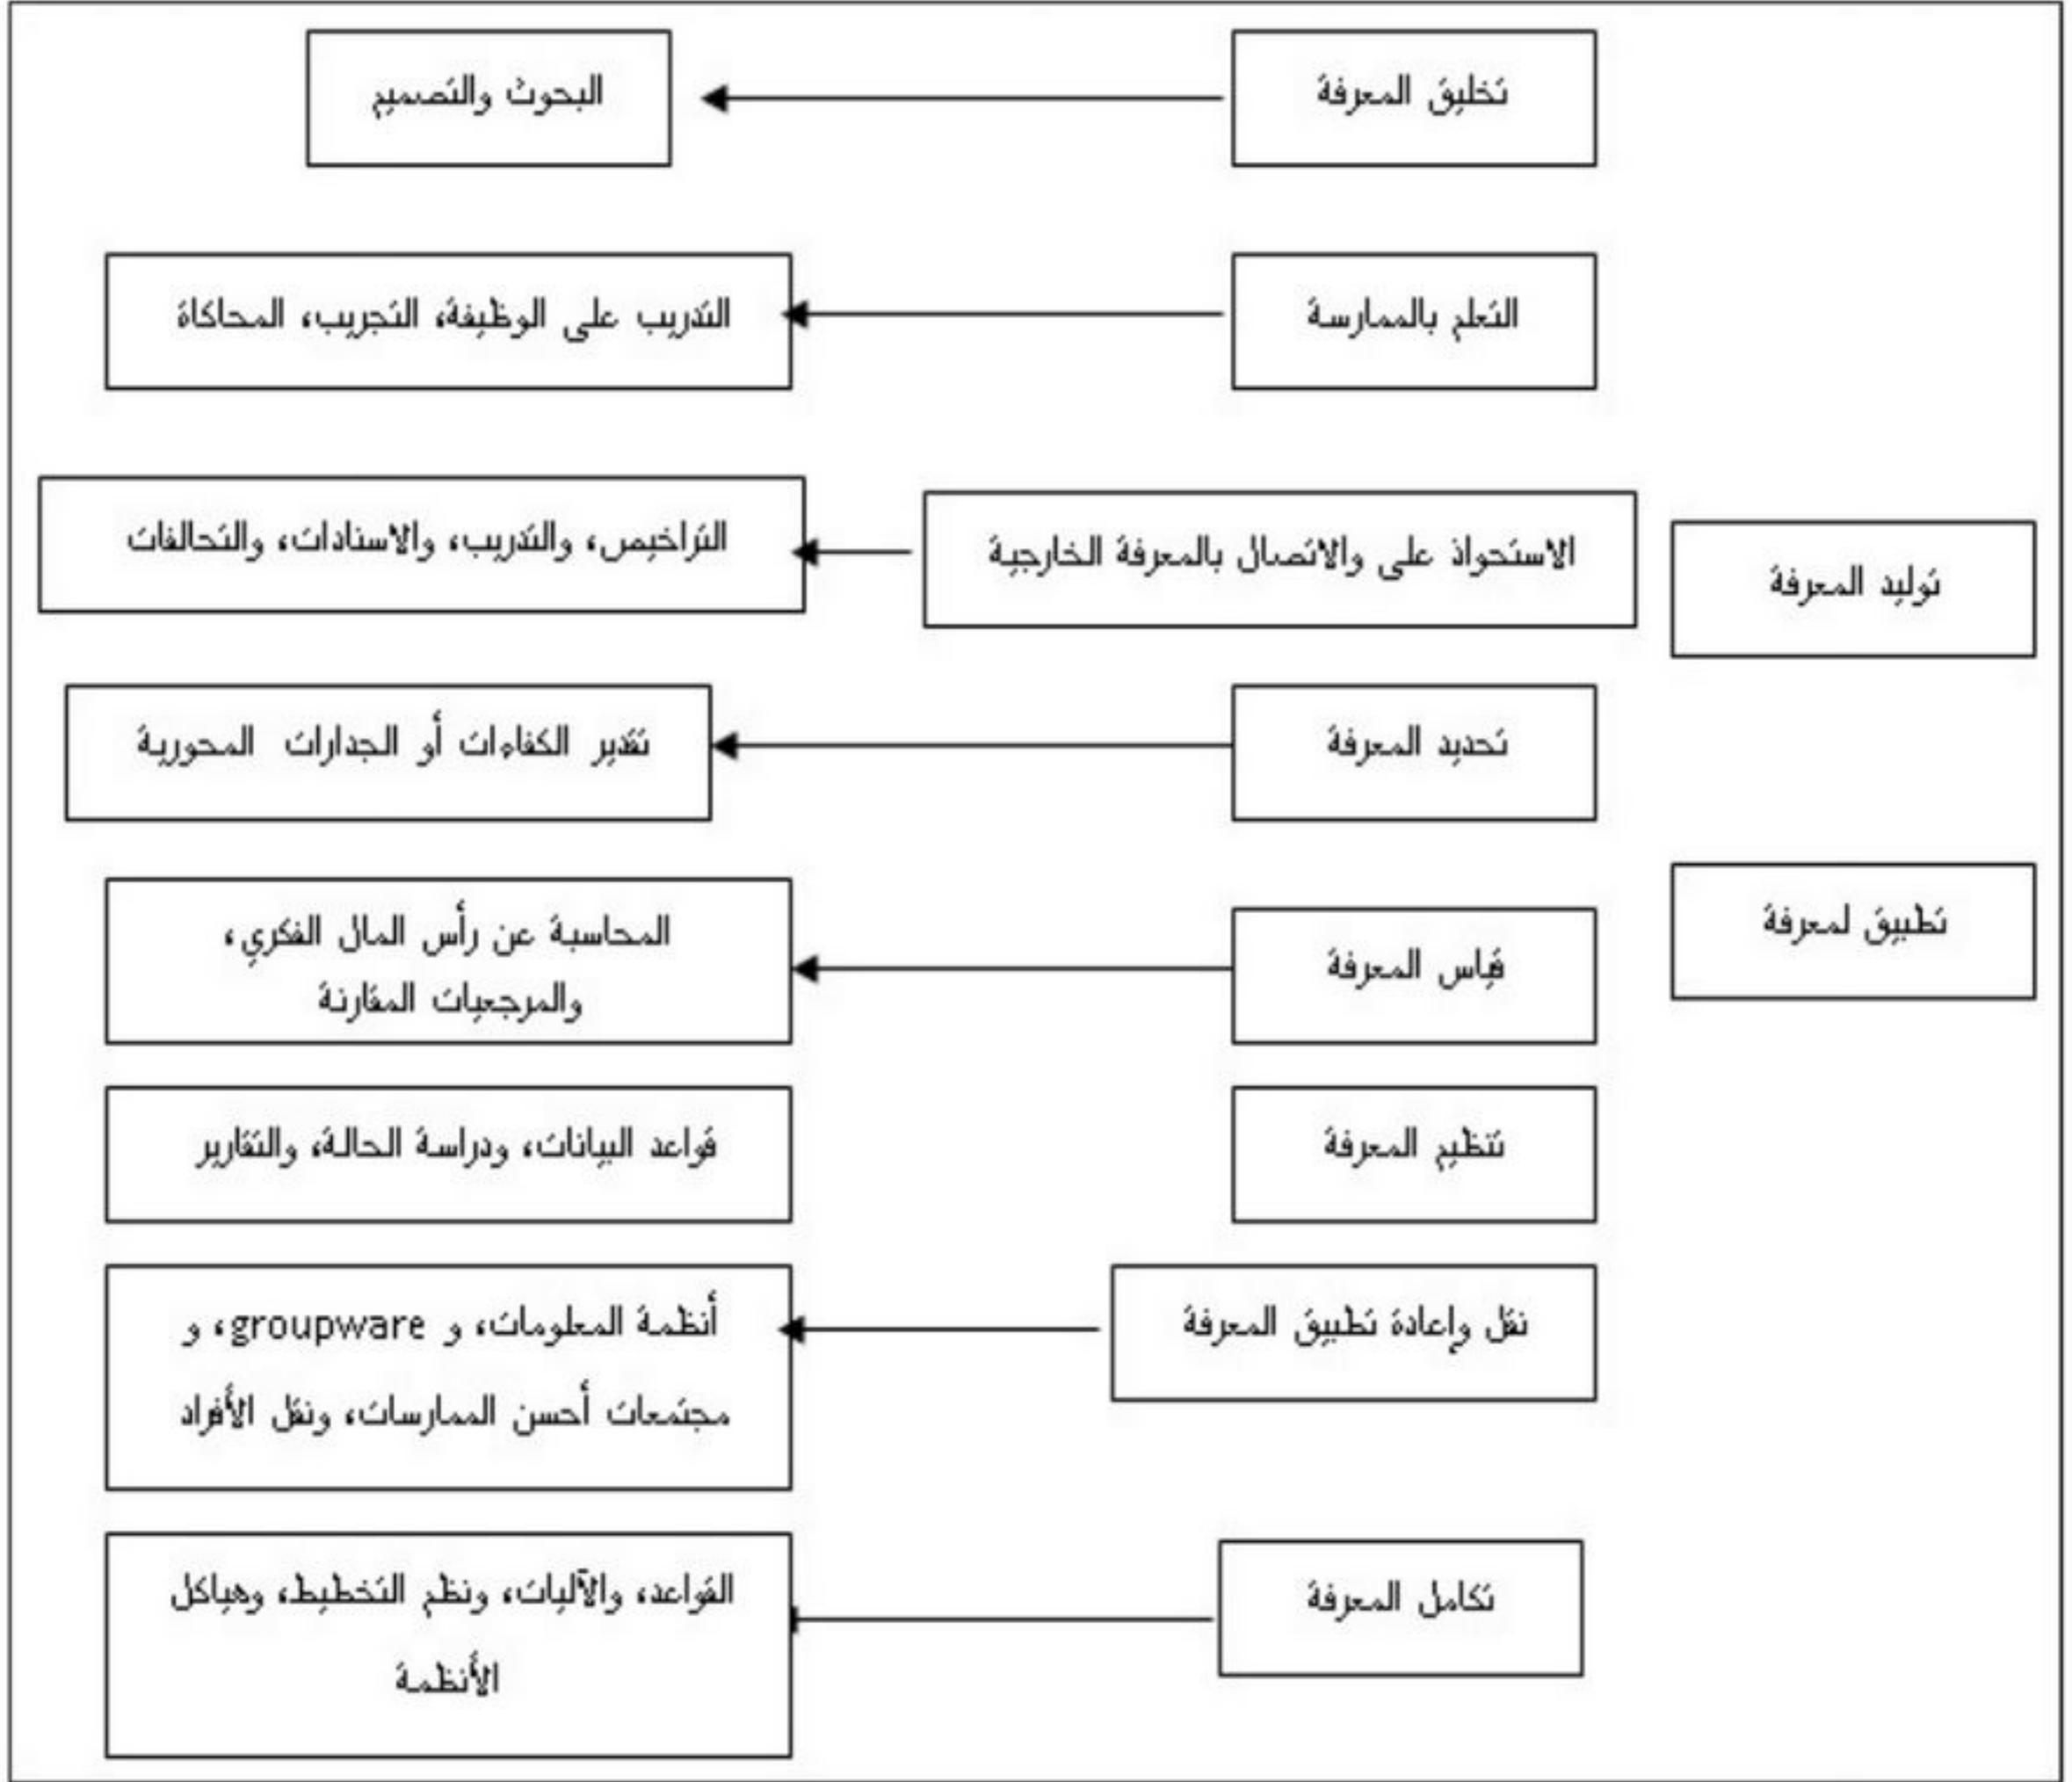 تخليق المعرفة
البحوث والتصميم
التعلم بالممارسة
التدريب على الوظيفة، التجريب، المحاكاة
توليد المعرفة
الاستحواذ على والاتصال بالمعرفة الخارجية
التراخيص، والتدريب، والاسنادات، والتحالفات
تحديد المعرفة
تقدير الكفاءات أو الجدارات المحورية
تطبيق لمعرفة
قياس المعرفة
المحاسبة عن رأس المال الفكري،
والمرجعيات المقارنة
تنظيم المعرفة
قواعد البيانات، ودراسة الحالة، والتقارير
نقل وإعادة تطبيق المعرفة
أنظمة المعلومات، و groupware، و
مجتمعات أحسن الممارسات، ونقل الأفراد
تكامل المعرفة
القواعد، والآليات، ونظم التخطيط، وهياكل
الأنظمة